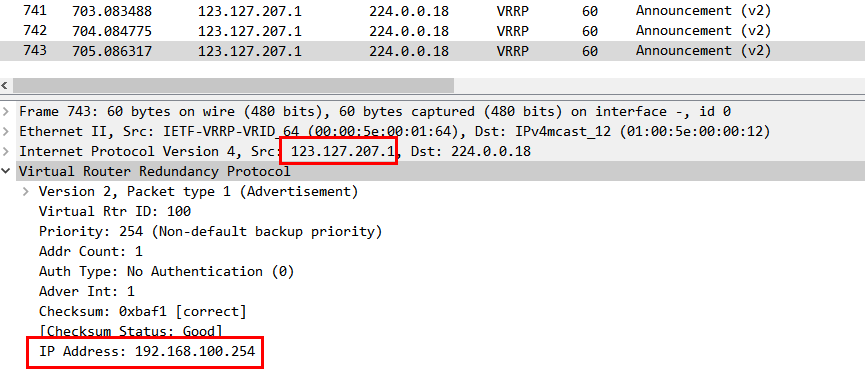 741 703.083488 123.127.207.1 224.0.0.18 VRRP 60 Announcement (v2)
742 704.084775 123.127.207.1 224.0.0.18 VRRP 60 Announcement (v2)
743 705.086317 123.127.207.1 224.0.0.18 VRRP 60 Announcement (v2)
Frame 743: 60 bytes on wire (480 bits), 60 bytes captured (480 bits) on interface -, id 0
Ethernet II, Src: IETF-VRRP-VRID_64 (00:00:5e:00:01:64), Dst: IPv4mcast_12 (01:00:5e:00:00:12)
Internet Protocol Version 4, Src: 123.127.207.1, Dst: 224.0.0.18
Virtual Router Redundancy Protocol
Version 2, Packet type 1 (Advertisement)
Virtual Rtr ID: 100
Priority: 254 (Non-default backup priority)
Addr Count: 1
Auth Type: No Authentication (0)
Adver Int: 1
Checksum: 0xbaf1 [correct]
[Checksum Status: Good]
IP Address: 192.168.100.254